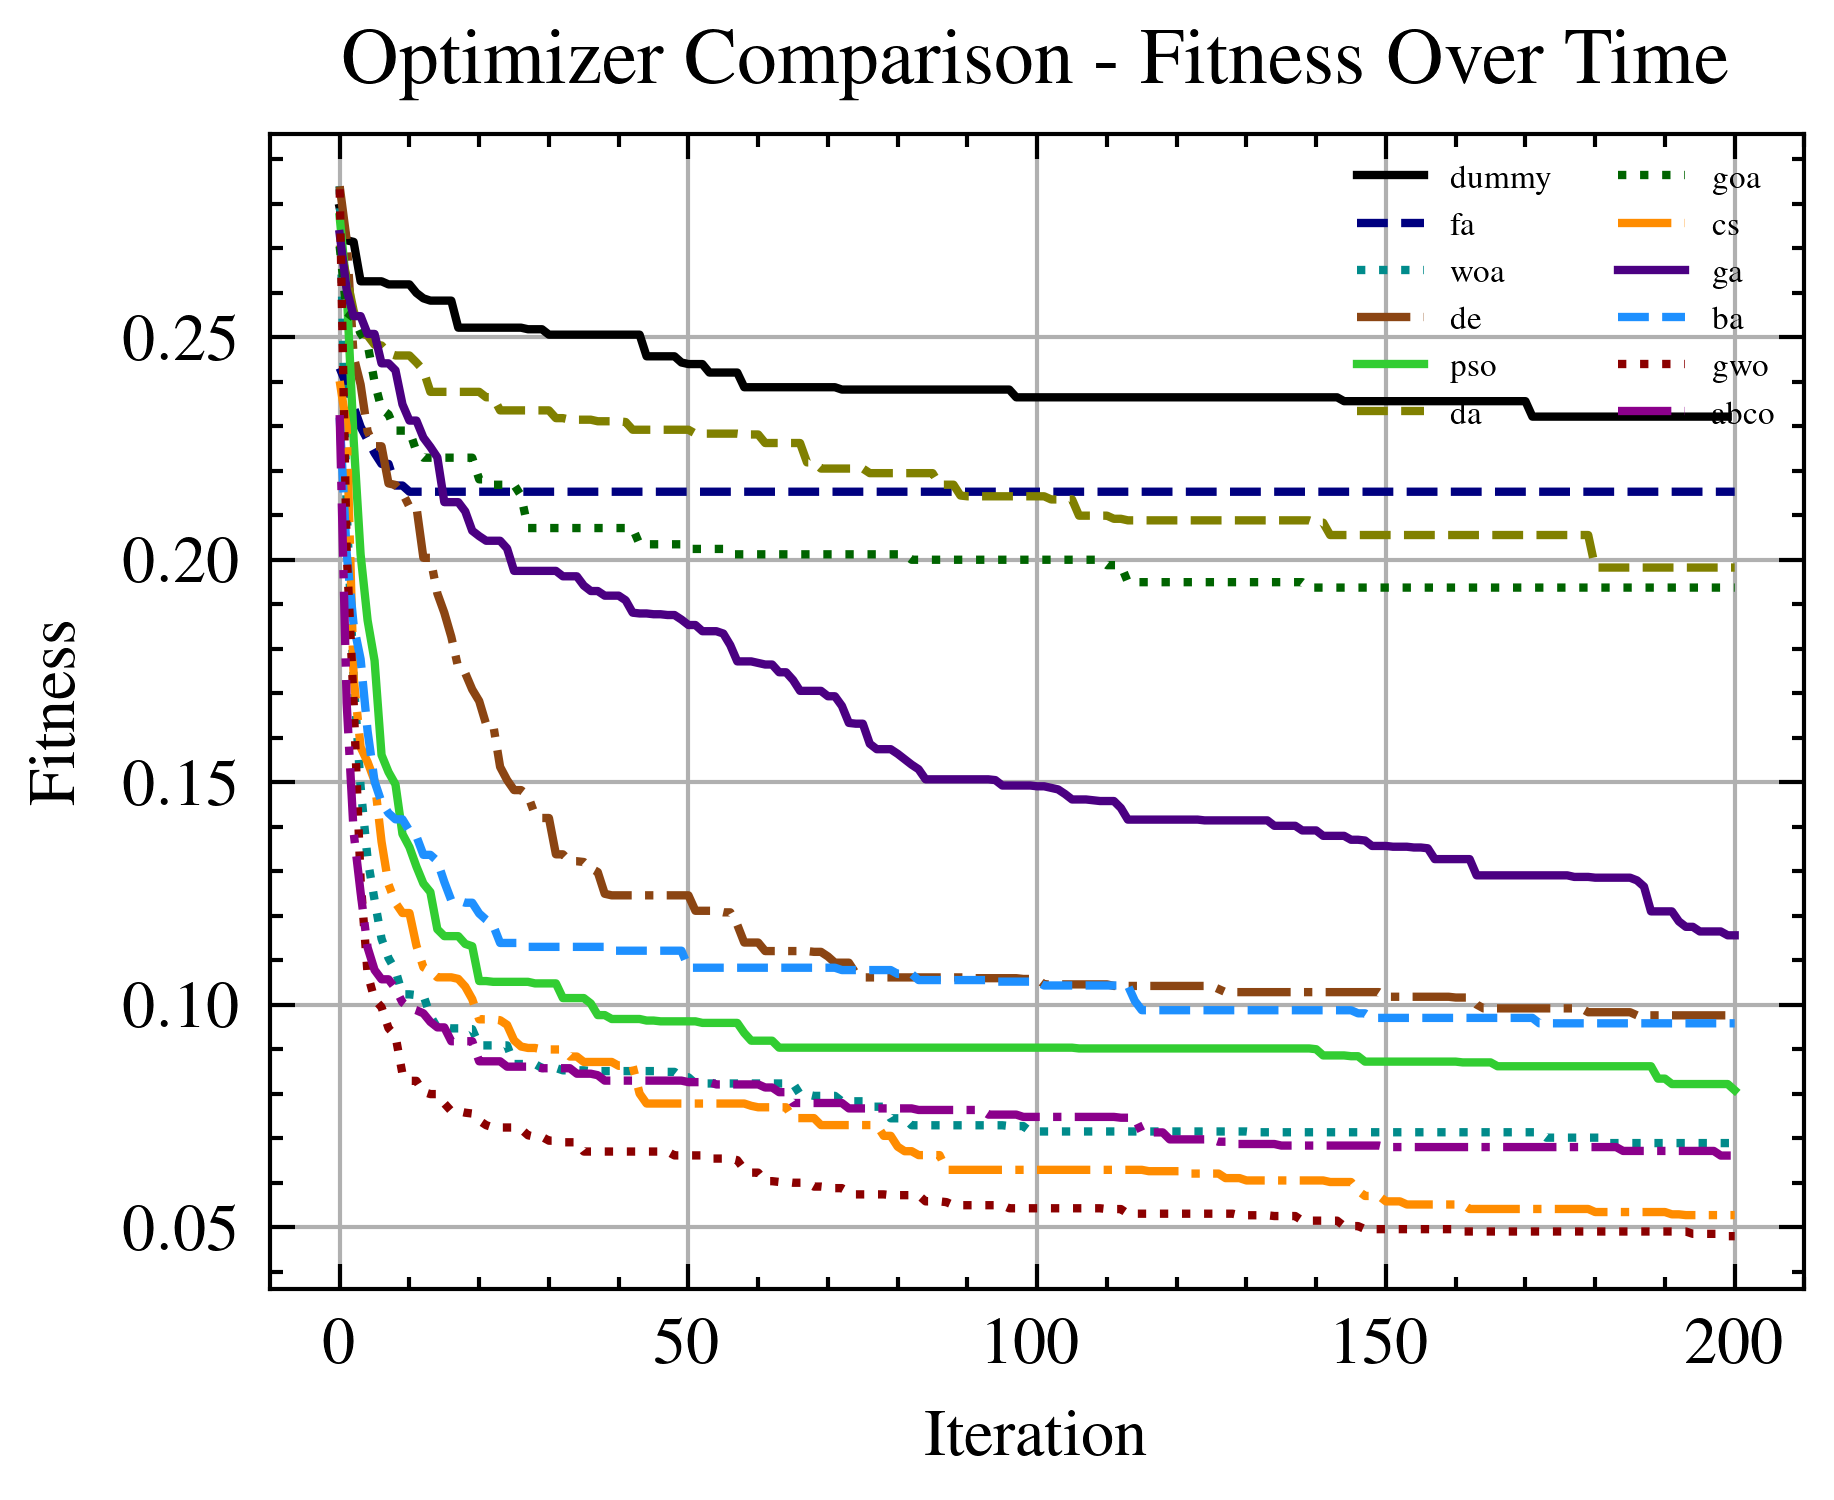 Optimizer Comparison - Fitness Over Time
dummy
fa
woa
de
pso
da
goa
cs
ga
ba
gwo
abco
0.25
0.20
0.15
0.10
0.05
Fitness
0 50 100 150 200
Iteration